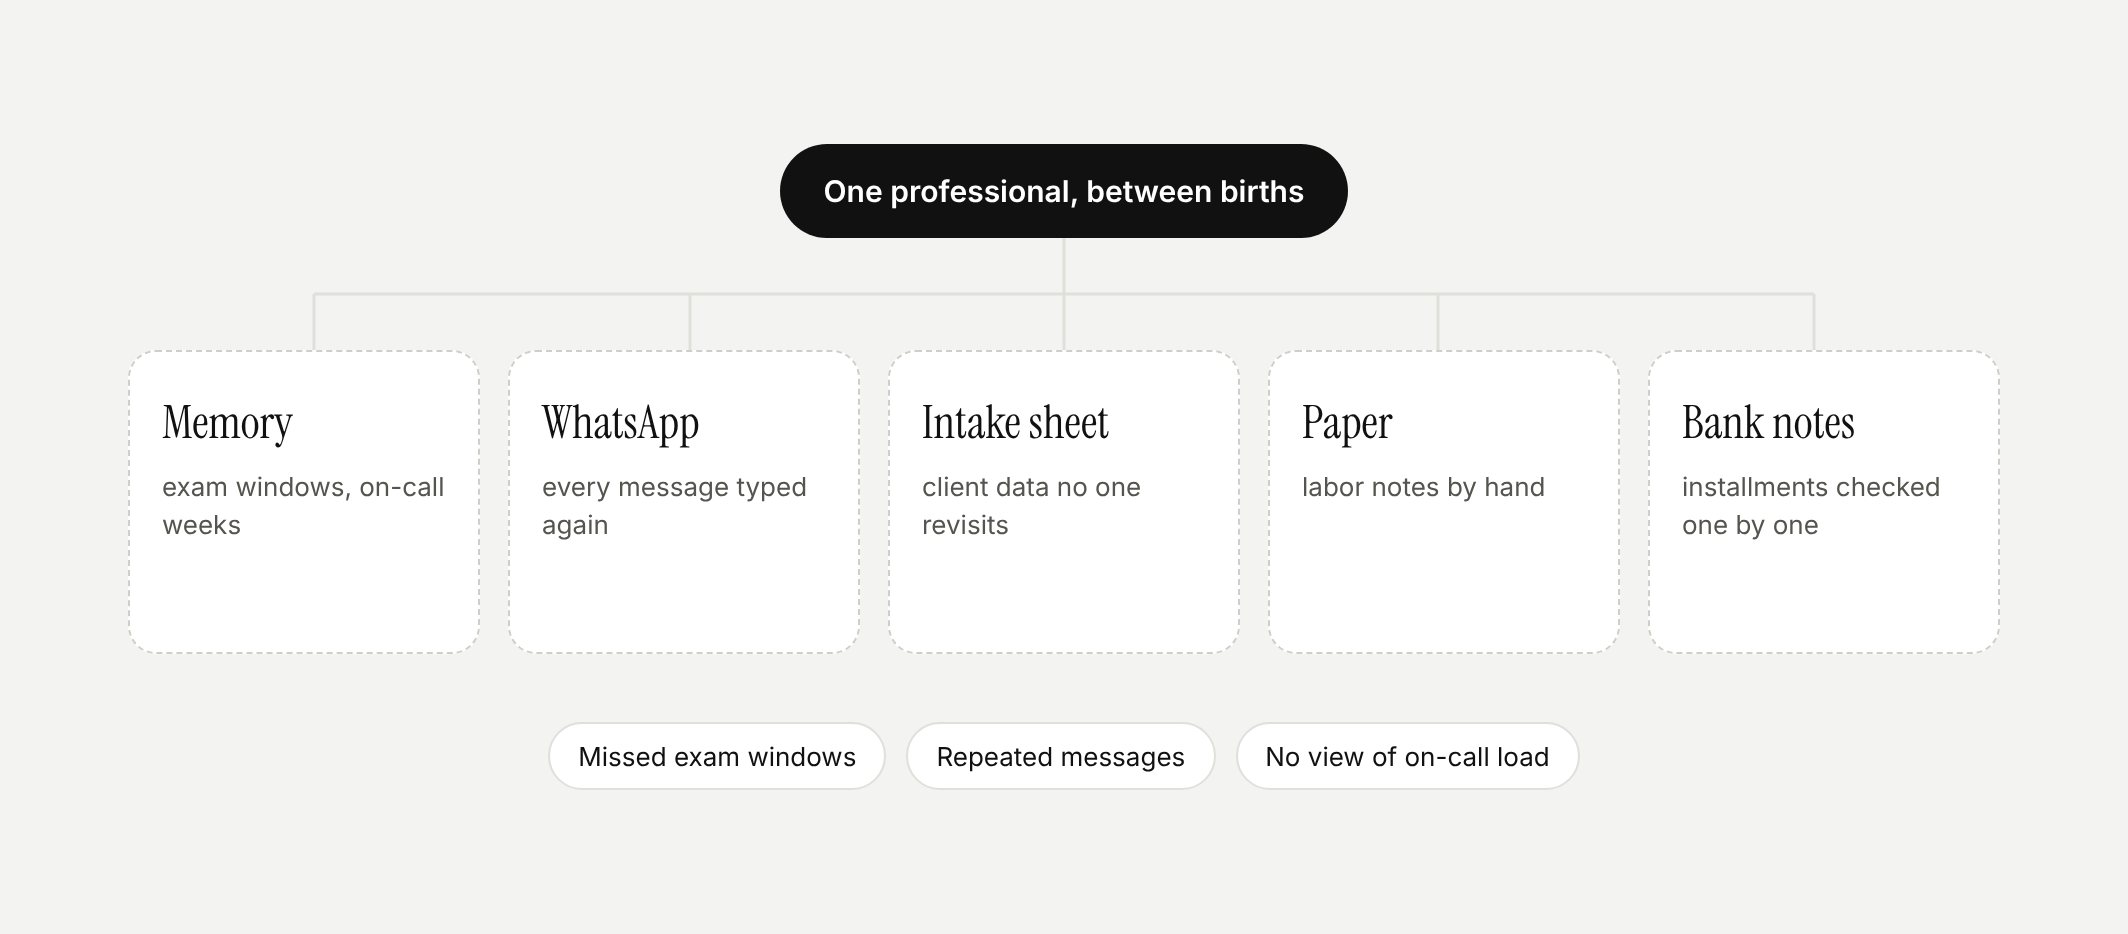 One professional, between births
Memory
exam windows, on-call
weeks
WhatsApp
every message typed
again
Intake sheet
client data no one
revisits
Paper
labor notes by hand
Bank notes
installments checked
one by one
Missed exam windows
Repeated messages
No view of on-call load